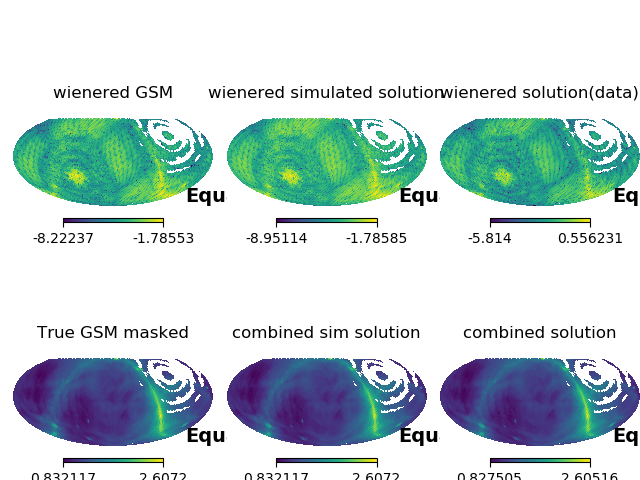 wienered GSM
wienered simulated solution
wienered solution(data)
Equ
Equ
Eq
-8.22237 -1.78553
-8.95114 -1.78585
-5.814 0.556231
True GSM masked
combined sim solution
combined solution
Equ
Equ
Eq
0.832117 2.6072
0.832117 2.6072
0.827505 2.60516